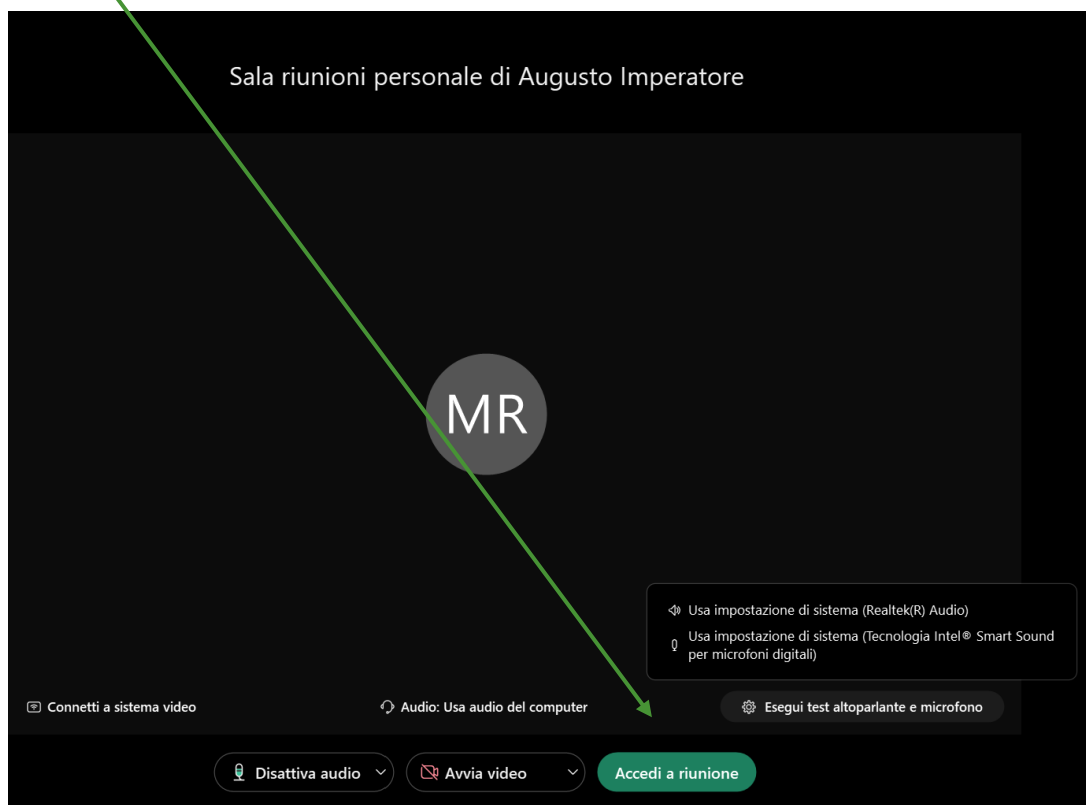 Sala riunioni personale di Augusto Imperatore
MR
Usa impostazione di sistema (Realtek(R) Audio)
Usa impostazione di sistema (Tecnologia Intel® Smart Sound
per microfoni digitali)
Connetti a sistema video
Audio: Usa audio del computer
Esegui test altoparlante e microfono
Disattiva audio
Avvia video
Accedi a riunione